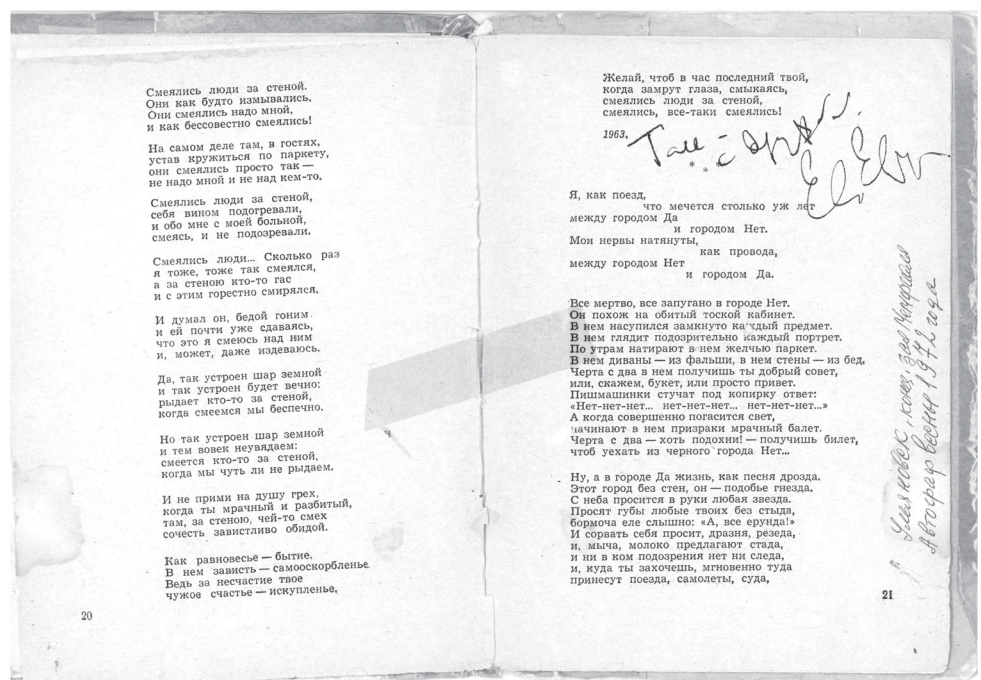 Смеялись люди за стеной.
Они как будто измывались,
Они смеялись надо мной,
и как бессовестно смеялись!
На самом деле там, в гостях,
устав кружиться по паркету,
они смеялись просто так —
не надо мной и не над кем-то.
Смеялись люди за стеной,
себя вином подогревали,
и обо мне с моей больной,
смеясь, и не подозревали.
Смеялись люди... Сколько раз
я тоже, тоже так смеялся,
а за стеною кто-то гас
и с этим горестно смирялся.
И думал он, бедой гоним
и ей почти уже сдаваясь,
что это я смеюсь над ним
и, может, даже издеваюсь.
Да, так устроен шар земной
и так устроен будет вечно:
рыдает кто-то за стеной,
когда смеемся мы беспечно.
Но так устроен шар земной
и тем вовек неувядаем:
смеется кто-то за стеной,
когда мы чуть ли не рыдаем.
И не прими на душу грех,
когда ты мрачный и разбитый,
там, за стеною, чей-то смех
сочесть завистливо обидой.
Как равновесье — бытие.
В нем зависть — самооскорбленье.
Ведь за несчастие твое
чужое счастье — искупленье.
20
Желай, чтоб в час последний твой,
когда замрут глаза, смыкаясь,
смеялись люди за стеной,
смеялись, все-таки смеялись!
1963.
Гале
* * *
Я, как поезд,
что мечется столько уж лет
между городом Да
и городом Нет.
Мои нервы натянуты,
как провода,
между городом Нет
и городом Да.
Все мертво, все запугано в городе Нет.
Он похож на обитый тоской кабинет.
В нем насупился замкнуто каждый предмет.
В нем глядит подозрительно каждый портрет.
По утрам натирают в нем желчью паркет.
В нем диваны — из фальши, в нем стены — из бед.
Черта с два в нем получишь ты добрый совет,
или, скажем, букет, или просто привет.
Пишмашинки стучат под копирку ответ:
«Нет-нет-нет... нет-нет-нет... нет-нет-нет...»
А когда совершенно погасится свет,
начинают в нем призраки мрачный балет.
Черта с два — хоть подохни! — получишь билет,
чтоб уехать из черного города Нет...
Ну, а в городе Да жизнь, как песня дрозда.
Этот город без стен, он — подобье гнезда.
С неба просится в руки любая звезда.
Просят губы любые твоих без стыда,
бормоча еле слышно: «А, все ерунда!»
И сорвать себя просит, дразня, резеда,
и, мыча, молоко предлагают стада,
и ни в ком подозрения нет ни следа,
и, куда ты захочешь, мгновенно туда
принесут поезда, самолеты, суда,
21
Ульяновск, конц. зал
Автограф весны 1972 года